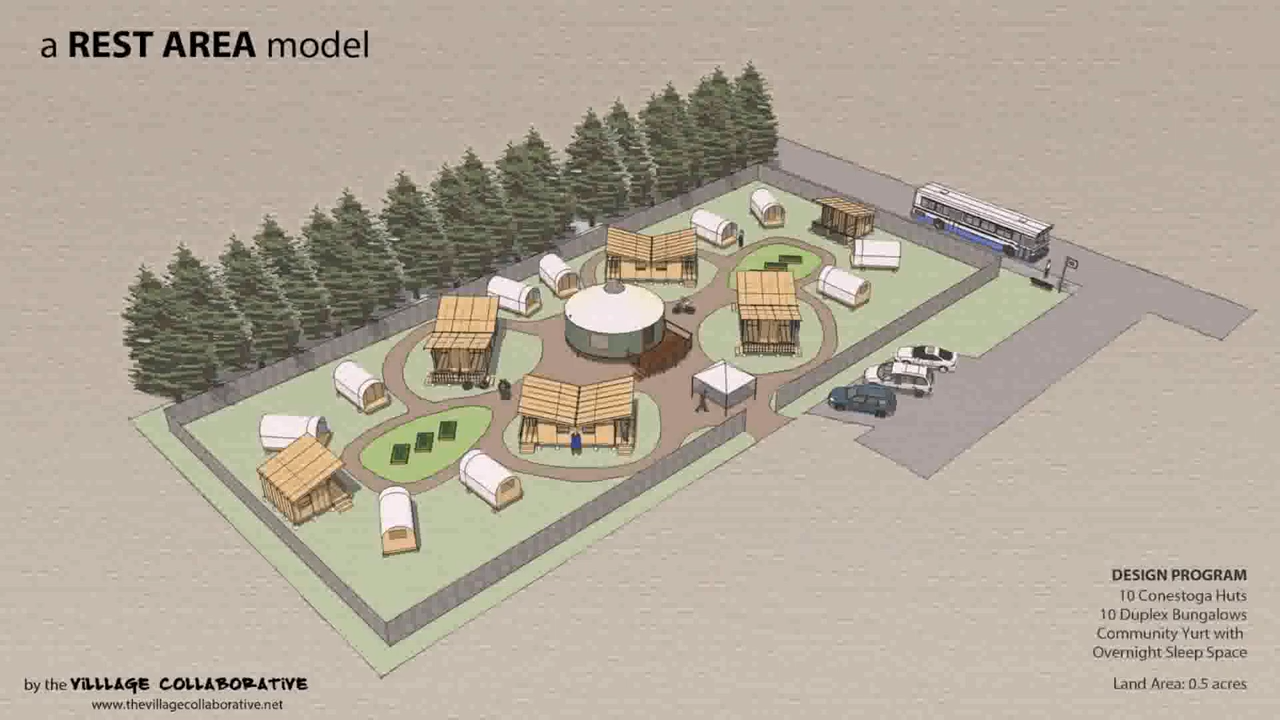 a REST AREA model
DESIGN PROGRAM
10 Conestoga Huts
10 Duplex Bungalows
Community Yurt with
Overnight Sleep Space
Land Area: 0.5 acres
by the VILLLAGE COLLABORATIVE
www.thevillagecollaborative.net